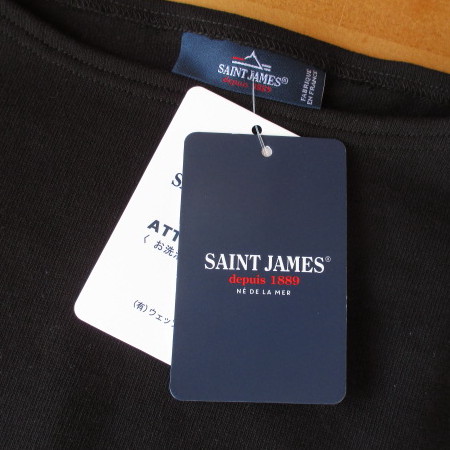 SAINT JAMES®
depuis 1889
FABRIQUÉ
EN FRANCE
ATT
< お洗
(有)ウェッ
SAINT JAMES®
depuis 1889
NÉ DE LA MER